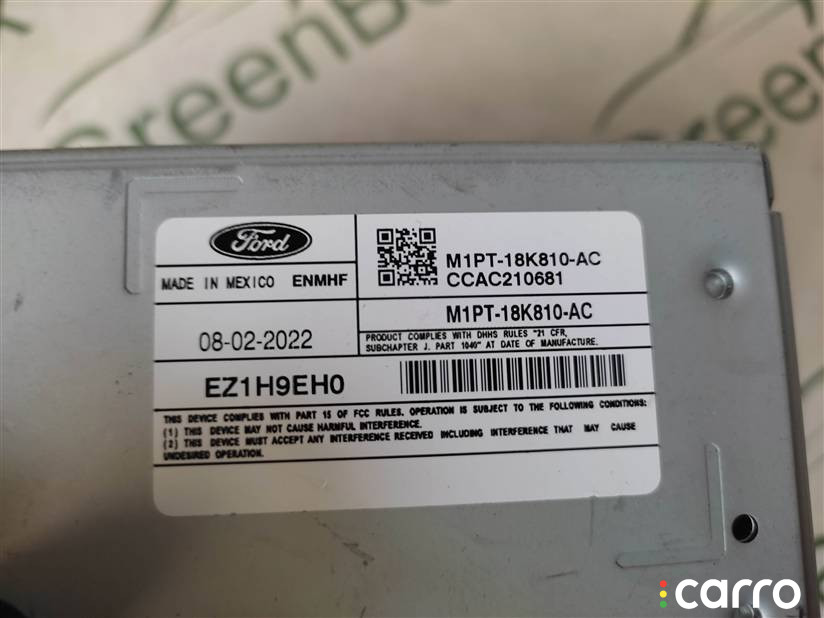 GreenBo
Ford
MADE IN MEXICO ENMHF
M1PT-18K810-AC
CCAC210681
M1PT-18K810-AC
08-02-2022
PRODUCT COMPLIES WITH DHHS RULES "21 CFR,
SUBCHAPTER J. PART 1040" AT DATE OF MANUFACTURE.
EZ1H9EH0
THIS DEVICE COMPLIES WITH PART 15 OF FCC RULES. OPERATION IS SUBJECT TO THE FOLLOWING CONDITIONS:
(1) THIS DEVICE MAY NOT CAUSE HARMFUL INTERFERENCE.
(2) THIS DEVICE MUST ACCEPT ANY INTERFERENCE RECEIVED INCLUDING INTERFERENCE THAT MAY CAUSE
UNDESIRED OPERATION.
carro